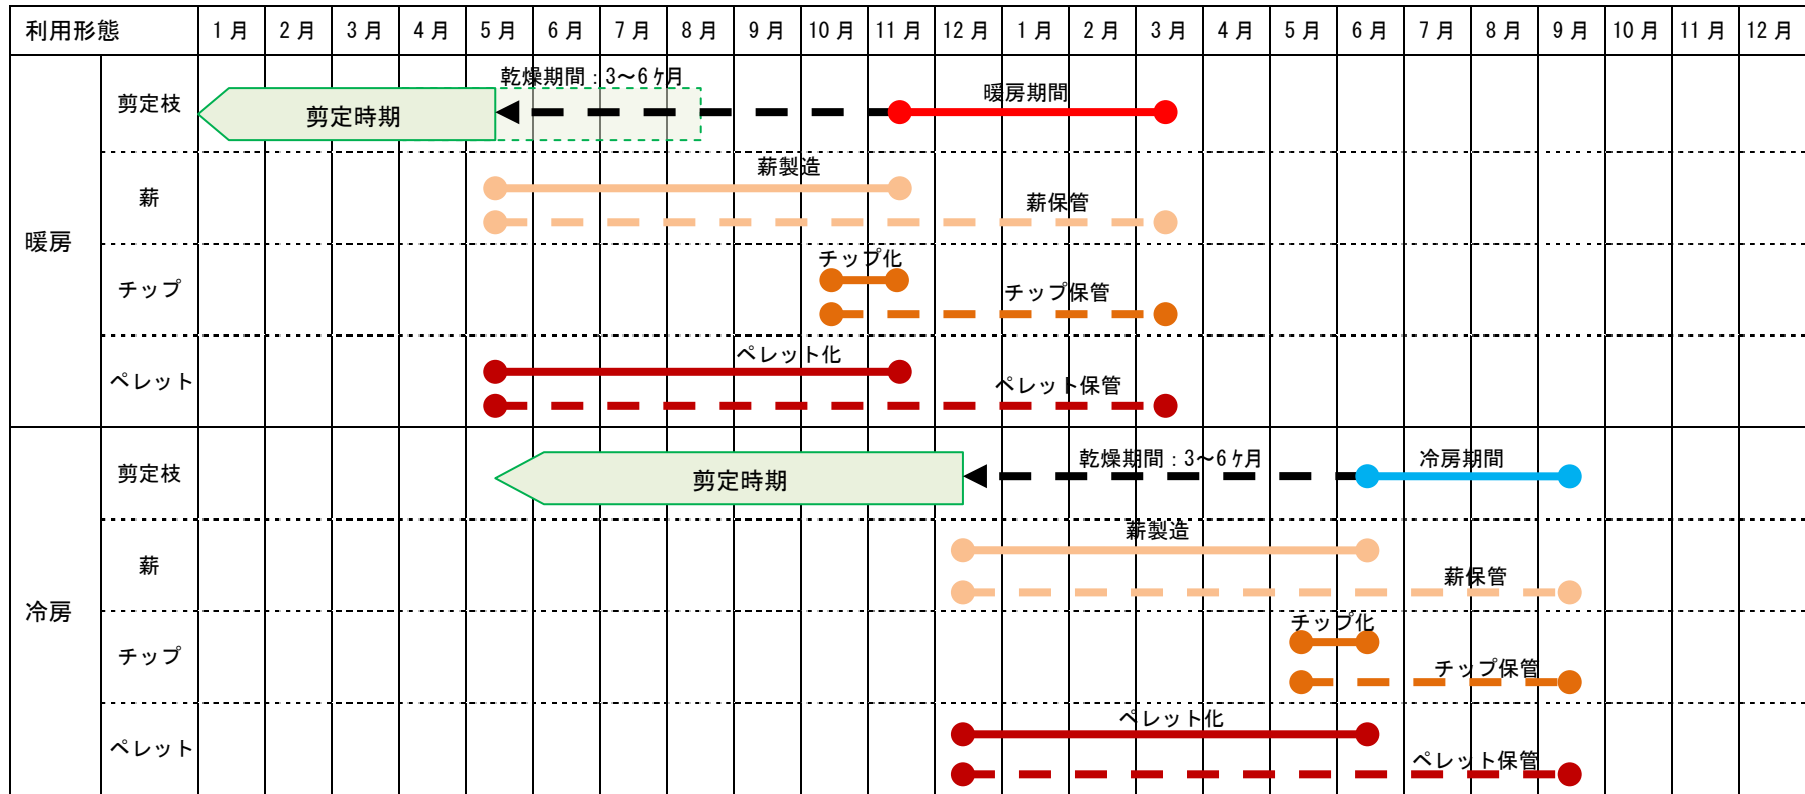 利用形態 1月 2月 3月 4月 5月 6月 7月 8月 9月 10月 11月 12月 1月 2月 3月 4月 5月 6月 7月 8月 9月 10月 11月 12月
暖房
剪定枝
乾燥期間：3～6ヶ月
剪定時期
暖房期間
薪
薪製造
薪保管
チップ
チップ化
チップ保管
ペレット
ペレット化
ペレット保管
冷房
剪定枝
剪定時期
乾燥期間：3～6ヶ月
冷房期間
薪
薪製造
薪保管
チップ
チップ化
チップ保管
ペレット
ペレット化
ペレット保管